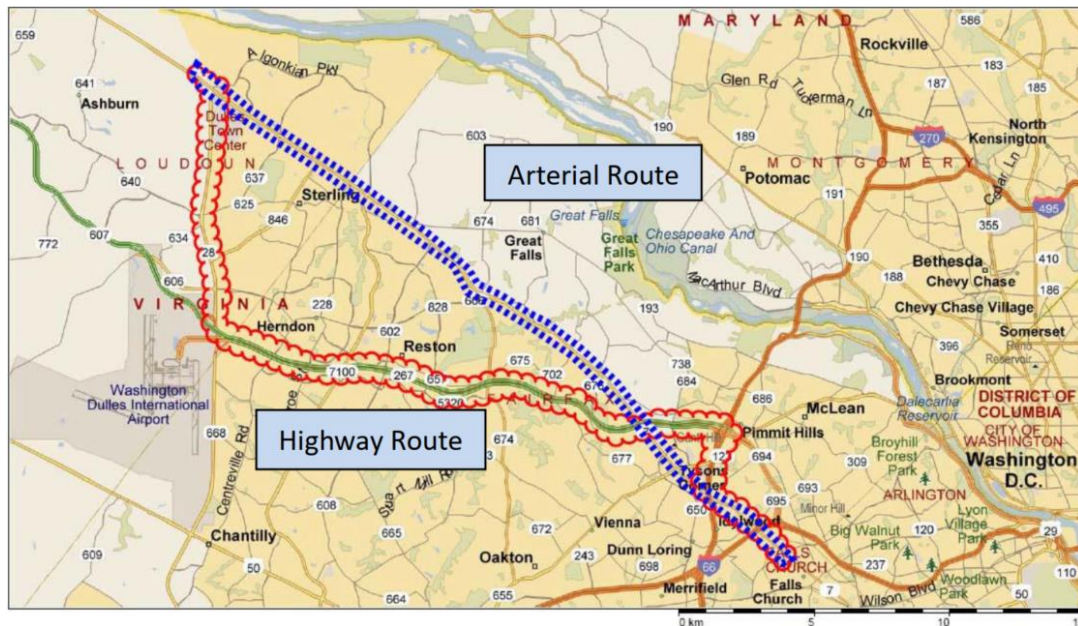 MARYLAND
586
659
Rockville
Algonkian Pky
Glen Rd
183
187
185
641
Ashburn
Tuckerman Ln
North
Kensington
270
190
189
603
Dulles
Town
Center
LOUDOUN
MONTGOMERY
Arterial Route
Potomac
637
640
Sterling
191
495
625
846
355
674
681
Great Falls
772
607
634
Great
Falls
Great
Falls
Park
Chesapeake And
Ohio Canal
28
190
410
Bethesda
188
Chevy Chase
606
MacArthur Blvd
186
VIRGINIA
228
193
Chevy Chase Village
828
Herndon
602
Somerset
396
Reston
675
738
Reservoir
7100
267
702
684
Brookmont
Washington
Dulles International
Airport
686
Dalecarlia
Reservoir
DISTRICT OF
COLUMBIA
McLean
CITY OF
WASHINGTON
Highway Route
668
674
Pimmit Hills
Broyhill
Forest Park
Washington
D.C.
677
694
309
Centreville Rd
693
ARLINGTON
608
Minor Hill
Lyon
Village
Park
650
695
Vienna
665
672
Big Walnut
Park
120
29
Chantilly
Dunn Loring
609
Oakton
243
698
66
CHURCH
237
50
Merrifield
Falls
Church
Woodlawn
Park
110
664
655
7
Wilson Blvd
50
0 km
5
10